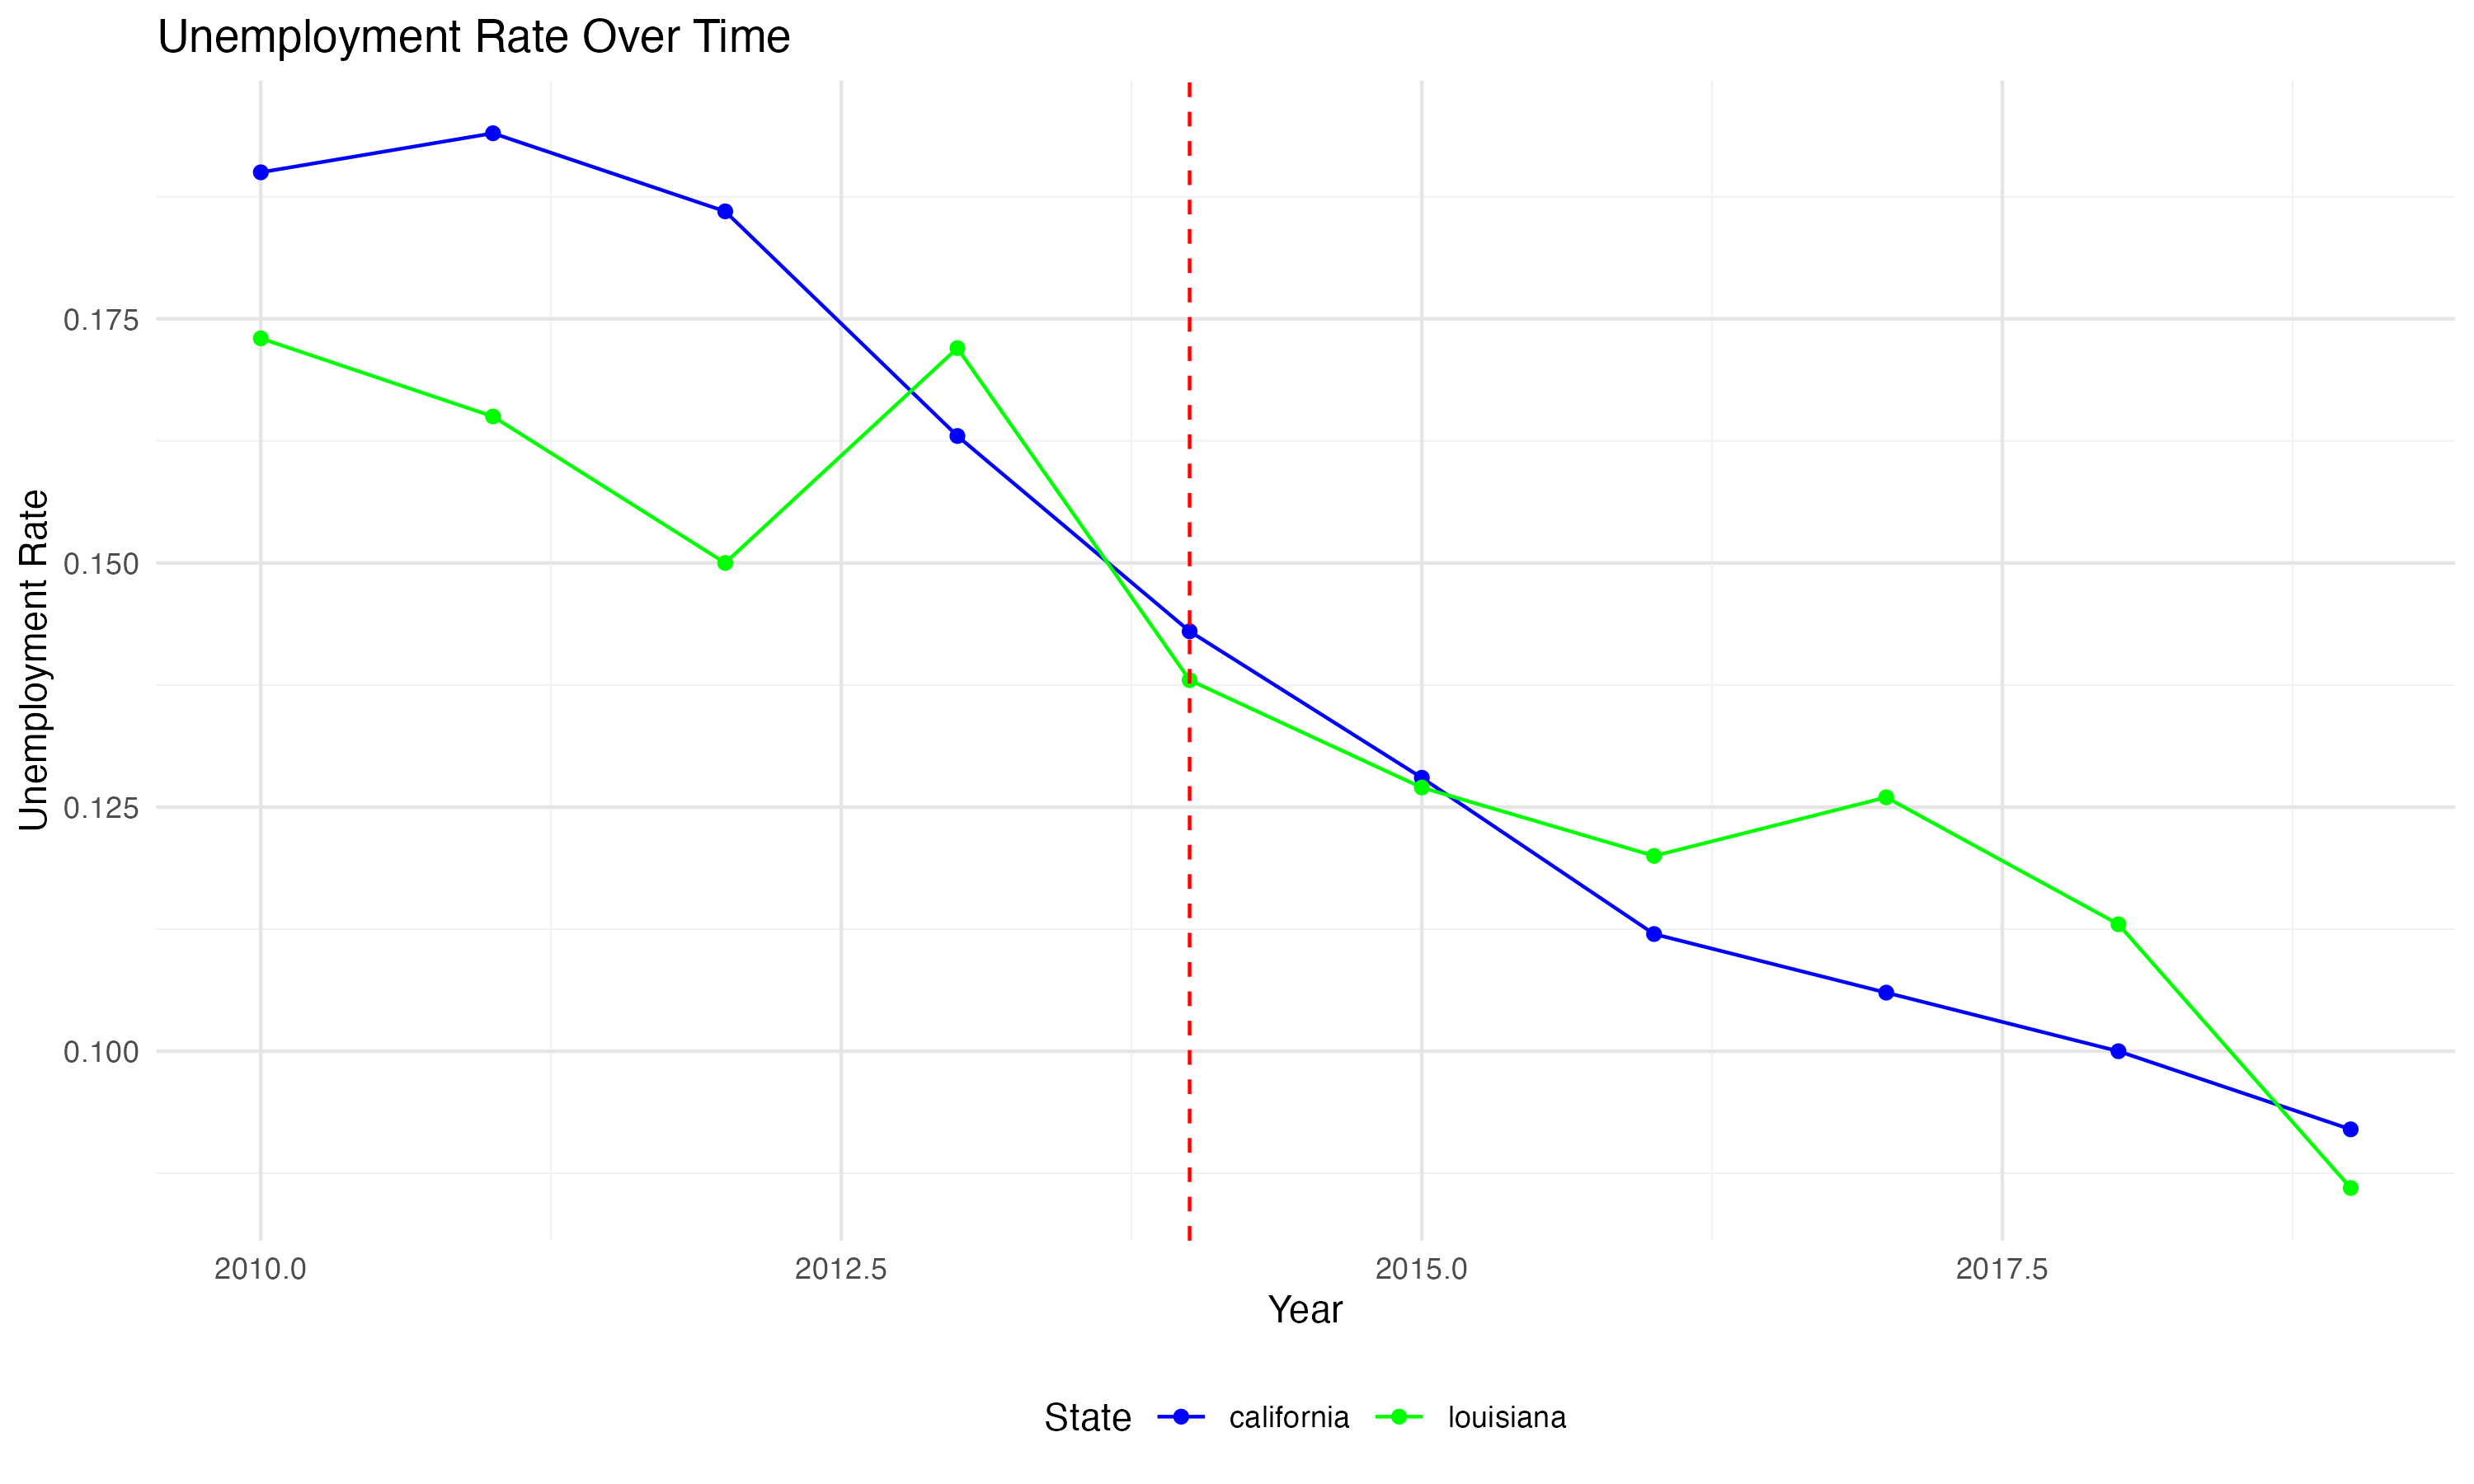 Unemployment Rate Over Time
Unemployment Rate
0.175
0.150
0.125
0.100
2010.0 2012.5 2015.0 2017.5
Year
State california louisiana